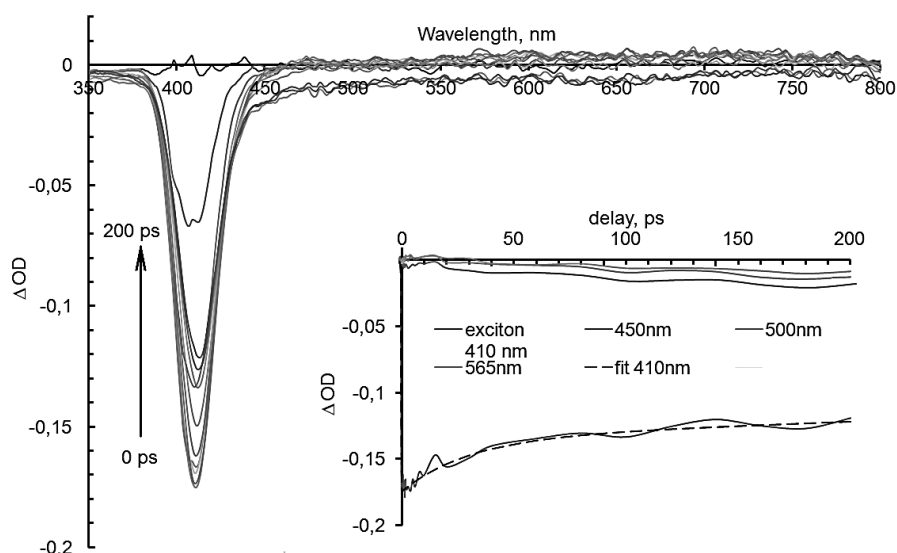 Wavelength, nm
0
350 400 450 500 550 600 650 700 750 800
-0,05
-0,1
-0,15
-0,2
ΔOD
200 ps
0 ps
delay, ps
0 50 100 150 200
-0,05
-0,1
-0,15
-0,2
ΔOD
exciton 450nm 500nm
410 nm
565nm fit 410nm